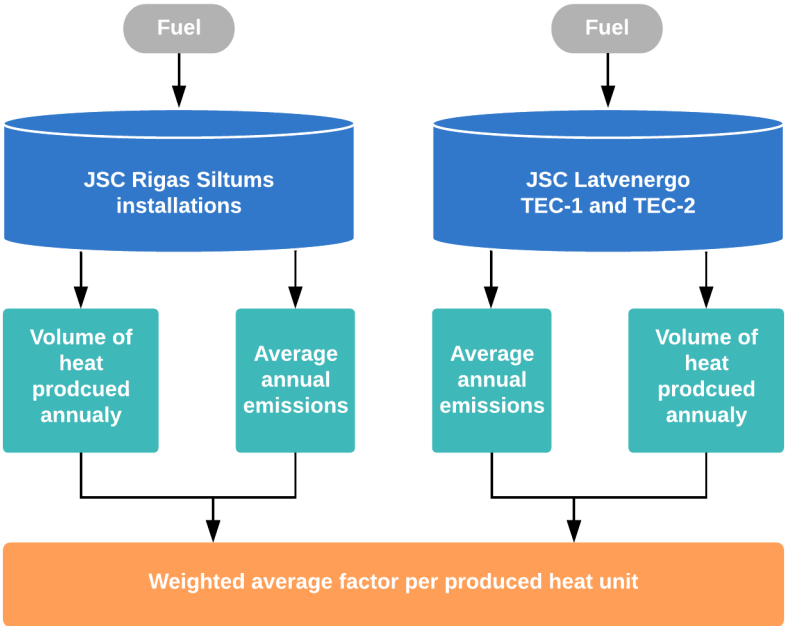 Fuel
Fuel
JSC Rigas Siltums
installations
JSC Latvenergo
TEC-1 and TEC-2
Volume of
heat
prodcued
annualy
Average
annual
emissions
Average
annual
emissions
Volume of
heat
prodcued
annualy
Weighted average factor per produced heat unit